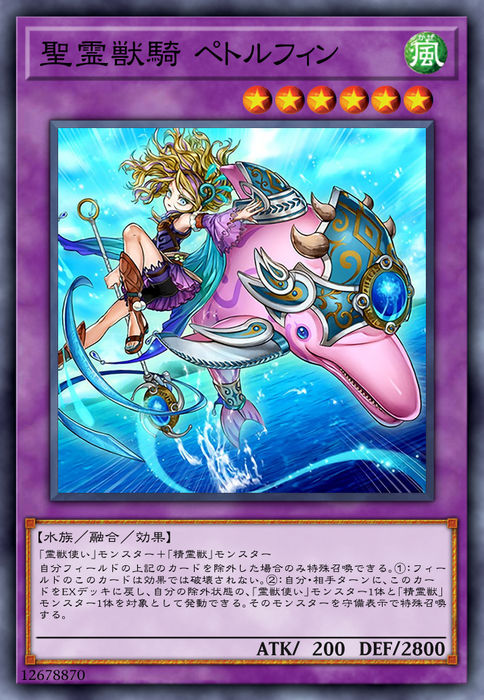 聖霊獣騎 ペトルフィン
かぜ
風
【水族／融合／効果】
「霊獣使い」モンスター＋「精霊獣」モンスター
自分フィールドの上記のカードを除外した場合のみ特殊召喚できる。①：フィー
ルドのこのカードは効果では破壊されない。②：自分・相手ターンに、このカー
ドをEXデッキに戻し、自分の除外状態の、「霊獣使い」モンスター1体と「精霊獣」
モンスター1体を対象として発動できる。そのモンスターを守備表示で特殊召喚
する。
ATK/ 200 DEF/2800
12678870